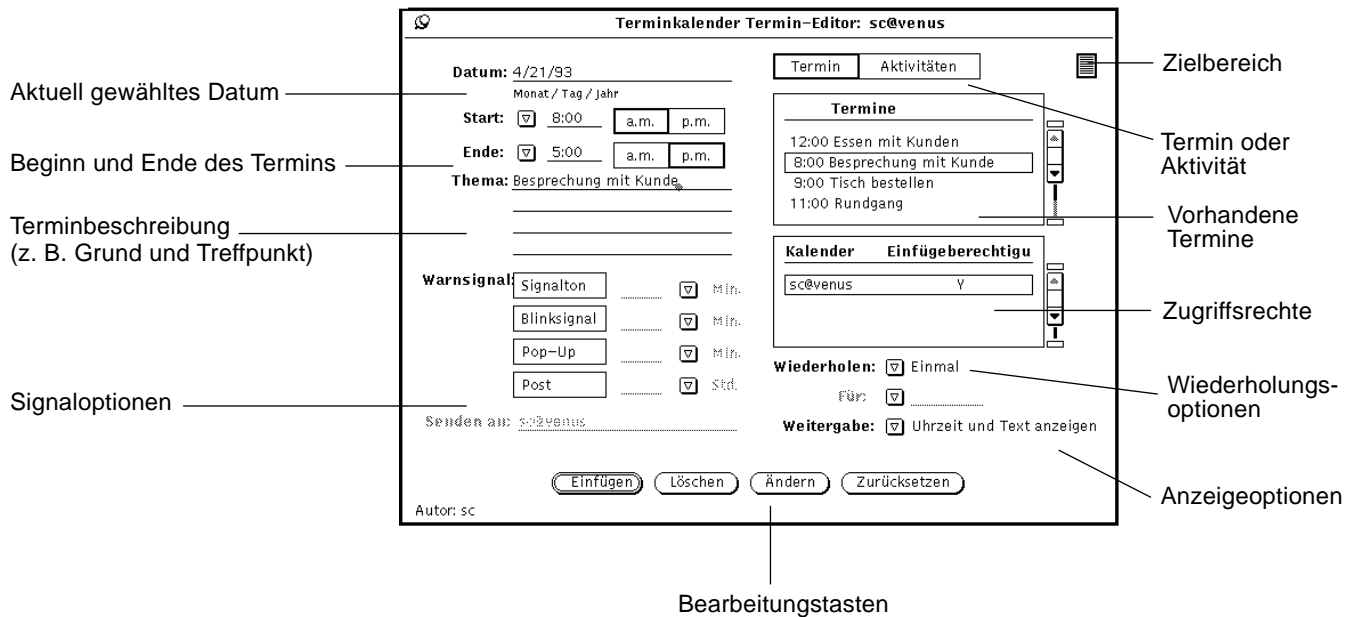 Terminkalender Termin–Editor: sc@venus
Datum: 4/21/93
Monat / Tag / Jahr
Start: 8:00 a.m. p.m.
Ende: 5:00 a.m. p.m.
Thema: Besprechung mit Kunde
Warnsignal:
Signalton Min.
Blinksignal Min.
Pop–Up Min.
Post Std.
Senden an: sc@venus
Termin Aktivitäten
Termine
12:00 Essen mit Kunden
8:00 Besprechung mit Kunde
9:00 Tisch bestellen
11:00 Rundgang
Kalender Einfügeberechtigu
sc@venus Y
Wiederholen: Einmal
Für:
Weitergabe: Uhrzeit und Text anzeigen
Einfügen Löschen Ändern Zurücksetzen
Autor: sc
Aktuell gewähltes Datum
Beginn und Ende des Termins
Terminbeschreibung
(z. B. Grund und Treffpunkt)
Signaloptionen
Zielbereich
Termin oder
Aktivität
Vorhandene
Termine
Zugriffsrechte
Wiederholungs-
optionen
Anzeigeoptionen
Bearbeitungstasten